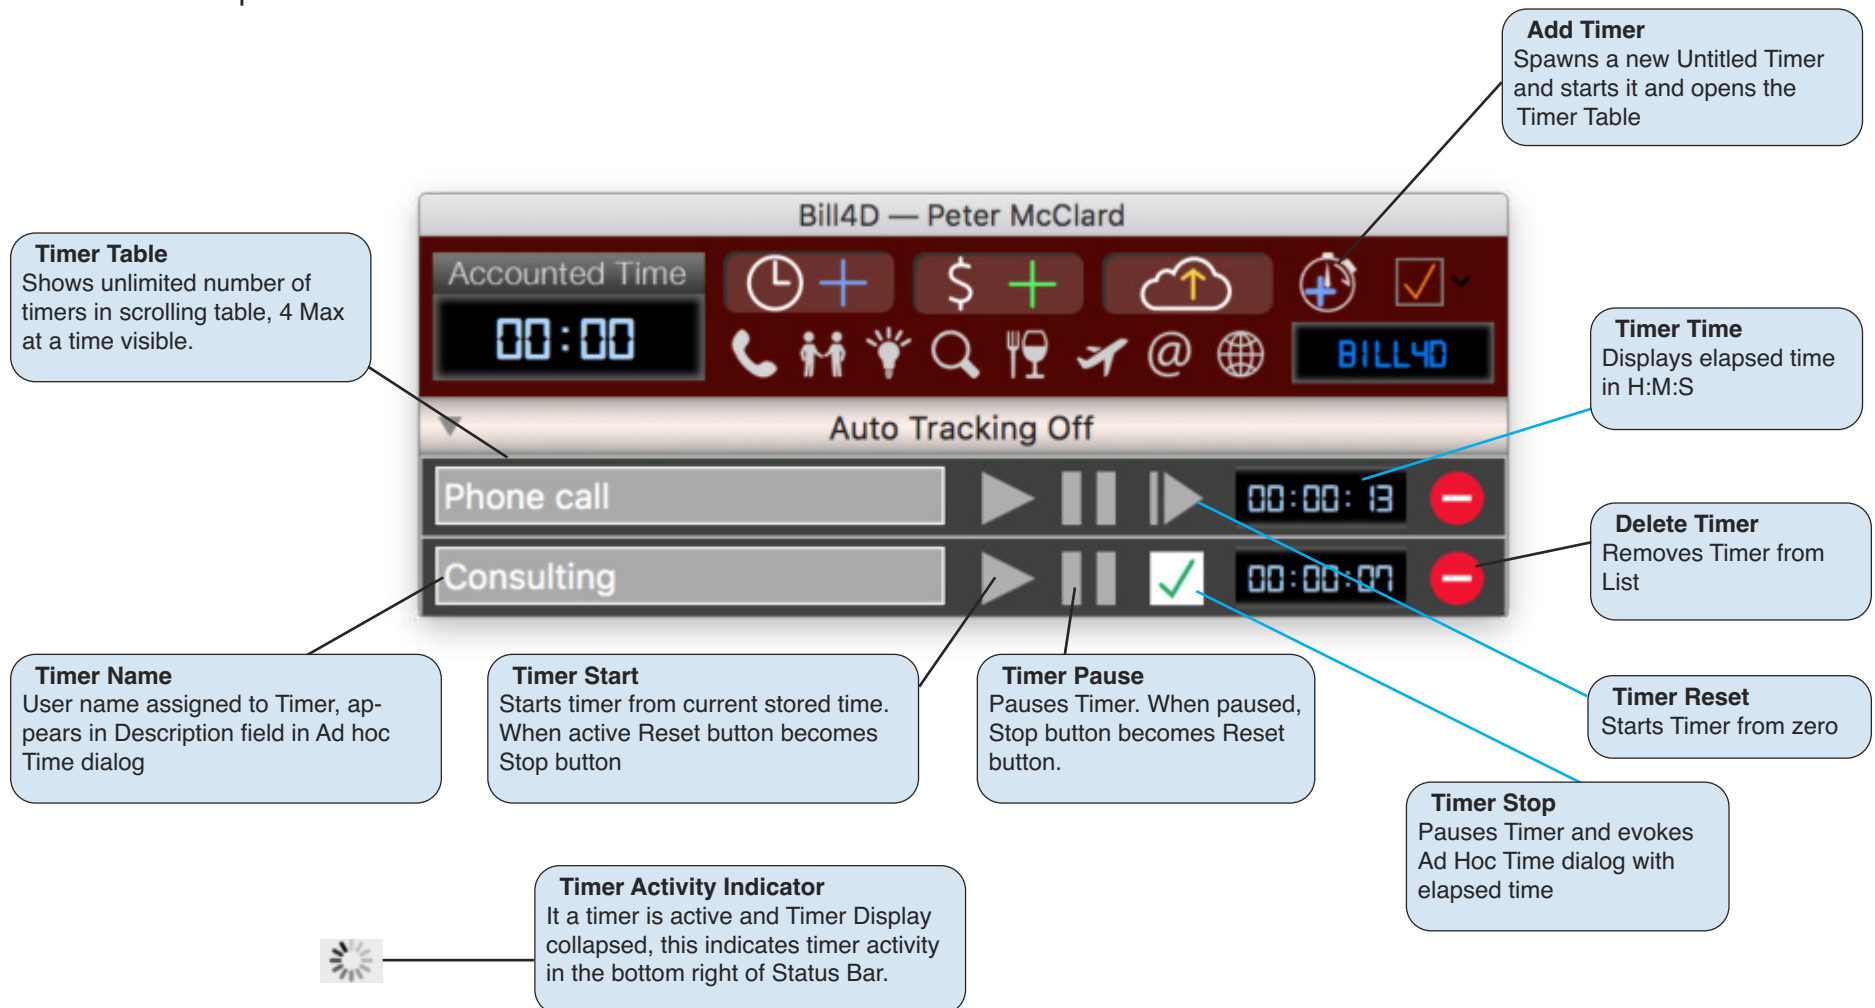 Add Timer
Spawns a new Untitled Timer
and starts it and opens the
Timer Table
Bill4D — Peter McClard
Timer Table
Shows unlimited number of
timers in scrolling table, 4 Max
at a time visible.
Accounted Time
00:00
BILL4D
Timer Time
Displays elapsed time
in H:M:S
Auto Tracking Off
Phone call
00:00:13
Consulting
00:00:07
Delete Timer
Removes Timer from
List
Timer Name
User name assigned to Timer, ap-
pears in Description field in Ad hoc
Time dialog
Timer Start
Starts timer from current stored time.
When active Reset button becomes
Stop button
Timer Pause
Pauses Timer. When paused,
Stop button becomes Reset
button.
Timer Reset
Starts Timer from zero
Timer Stop
Pauses Timer and evokes
Ad Hoc Time dialog with
elapsed time
Timer Activity Indicator
It a timer is active and Timer Display
collapsed, this indicates timer activity
in the bottom right of Status Bar.